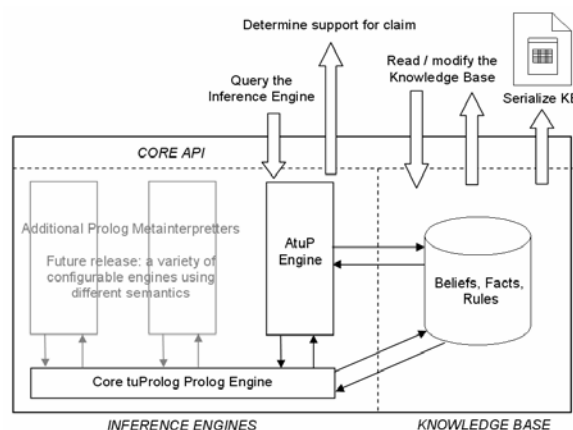 Determine support for claim
Query the
Inference Engine
Read / modify the
Knowledge Base
Serialize KB
CORE API
Additional Prolog Metainterpretters
Future release: a variety of
configurable engines using
different semantics
AtuP
Engine
Beliefs, Facts,
Rules
Core tuProlog Prolog Engine
INFERENCE ENGINES
KNOWLEDGE BASE